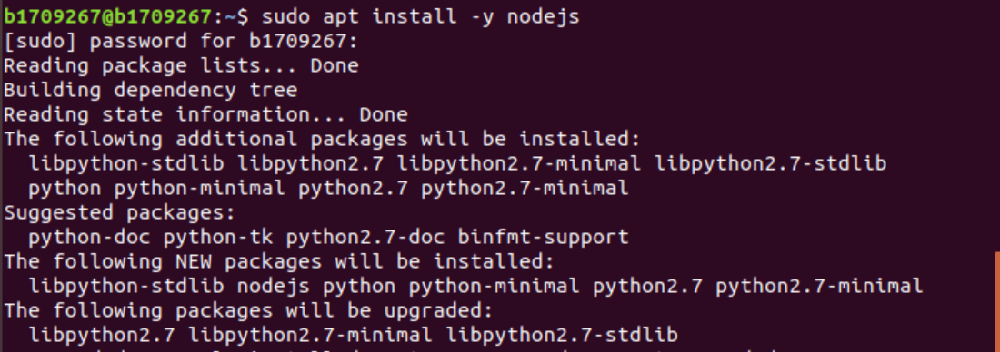 b1709267@b1709267:~$ sudo apt install -y nodejs
[sudo] password for b1709267:
Reading package lists... Done
Building dependency tree
Reading state information... Done
The following additional packages will be installed:
  libpython-stdlib libpython2.7 libpython2.7-minimal libpython2.7-stdlib
  python python-minimal python2.7 python2.7-minimal
Suggested packages:
  python-doc python-tk python2.7-doc binfmt-support
The following NEW packages will be installed:
  libpython-stdlib nodejs python python-minimal python2.7 python2.7-minimal
The following packages will be upgraded:
  libpython2.7 libpython2.7-minimal libpython2.7-stdlib